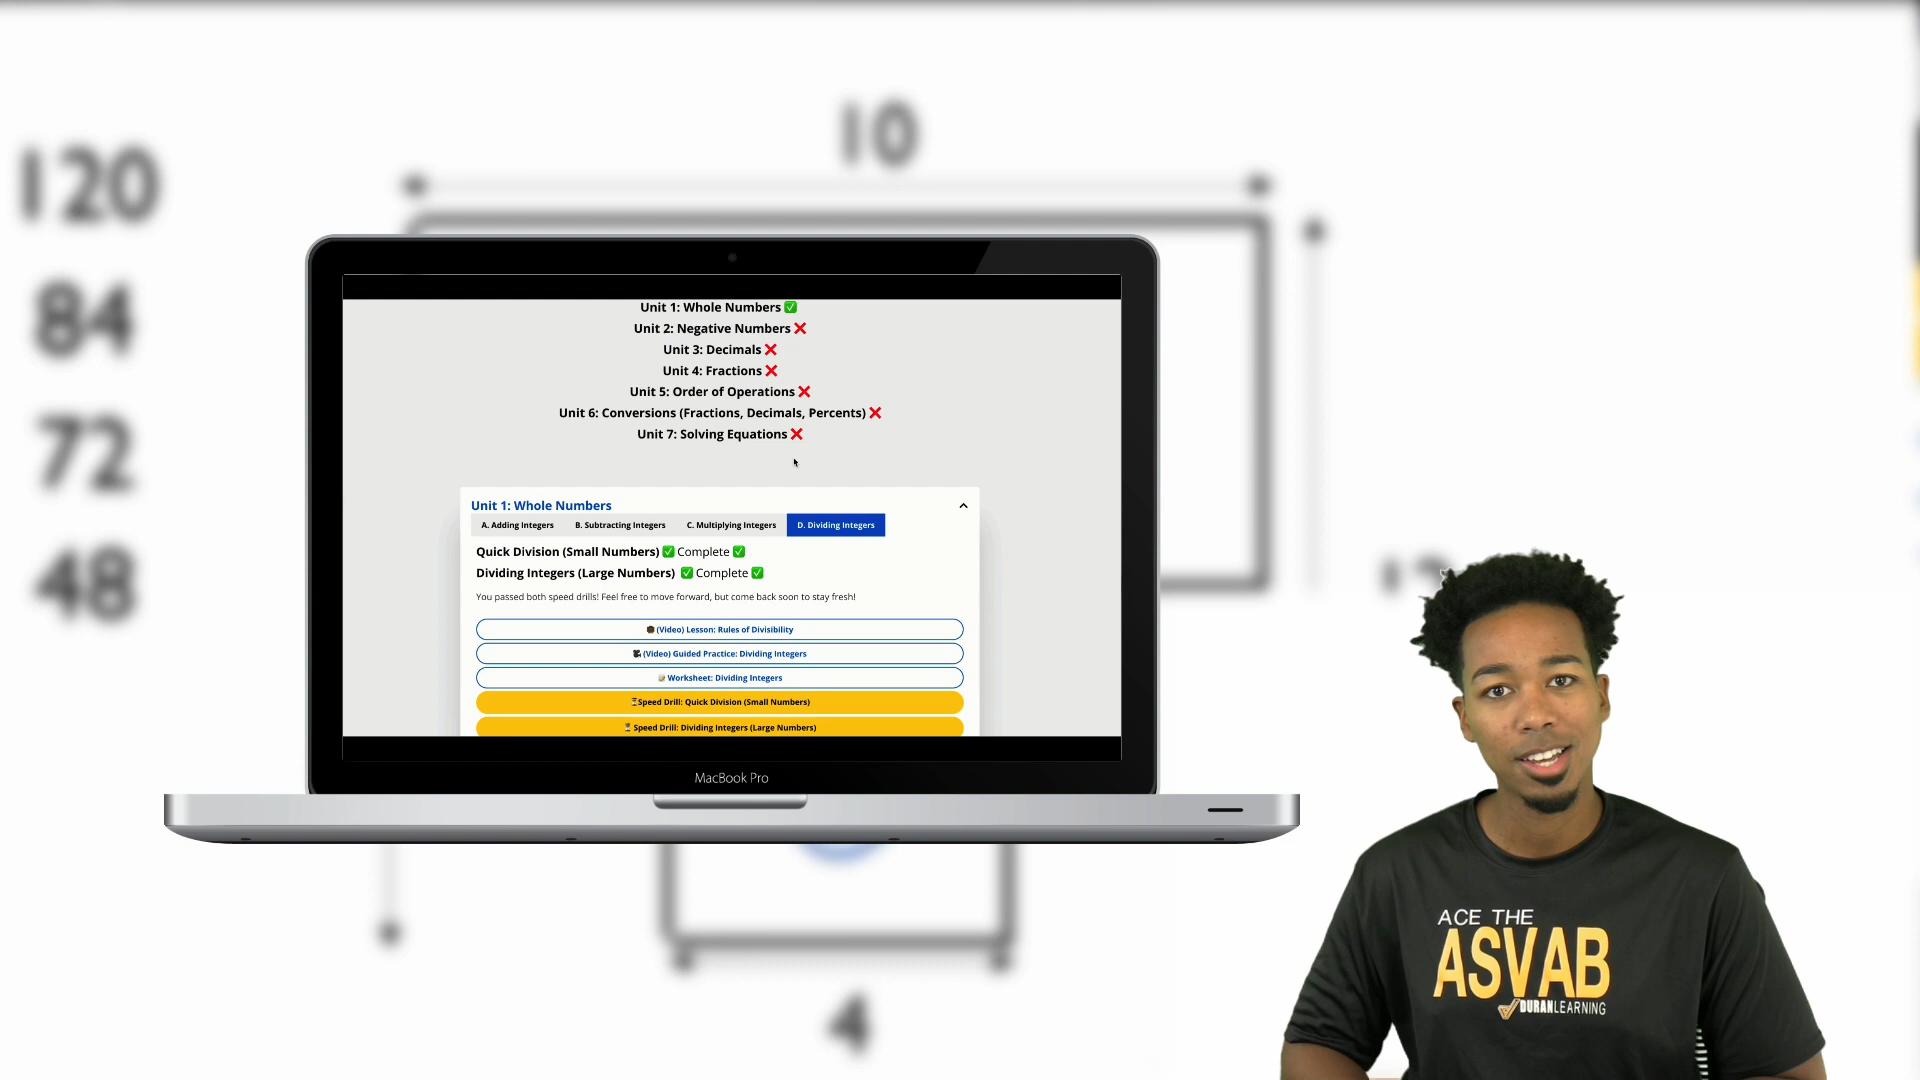 10
120
84
72
48
Unit 1: Whole Numbers ✅
Unit 2: Negative Numbers ❌
Unit 3: Decimals ❌
Unit 4: Fractions ❌
Unit 5: Order of Operations ❌
Unit 6: Conversions (Fractions, Decimals, Percents) ❌
Unit 7: Solving Equations ❌
Unit 1: Whole Numbers
A. Adding Integers B. Subtracting Integers C. Multiplying Integers D. Dividing Integers
Quick Division (Small Numbers) ✅ Complete ✅
Dividing Integers (Large Numbers) ✅ Complete ✅
You passed both speed drills! Feel free to move forward, but come back soon to stay fresh!
(Video) Lesson: Rules of Divisibility
(Video) Guided Practice: Dividing Integers
Worksheet: Dividing Integers
Speed Drill: Quick Division (Small Numbers)
Speed Drill: Dividing Integers (Large Numbers)
MacBook Pro
4
ACE THE
ASVAB
DURANLEARNING